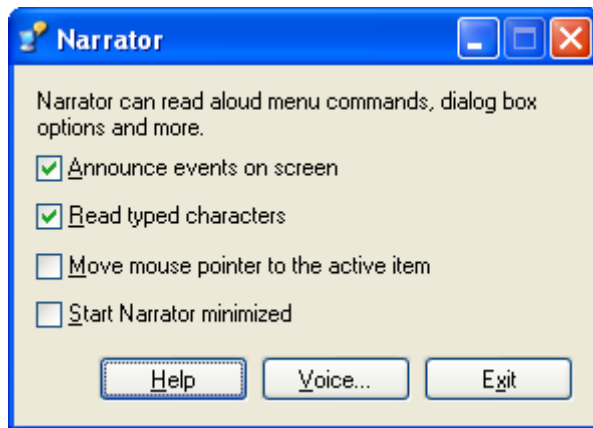 Narrator
Narrator can read aloud menu commands, dialog box
options and more.
Announce events on screen
Read typed characters
Move mouse pointer to the active item
Start Narrator minimized
Help Voice... Exit